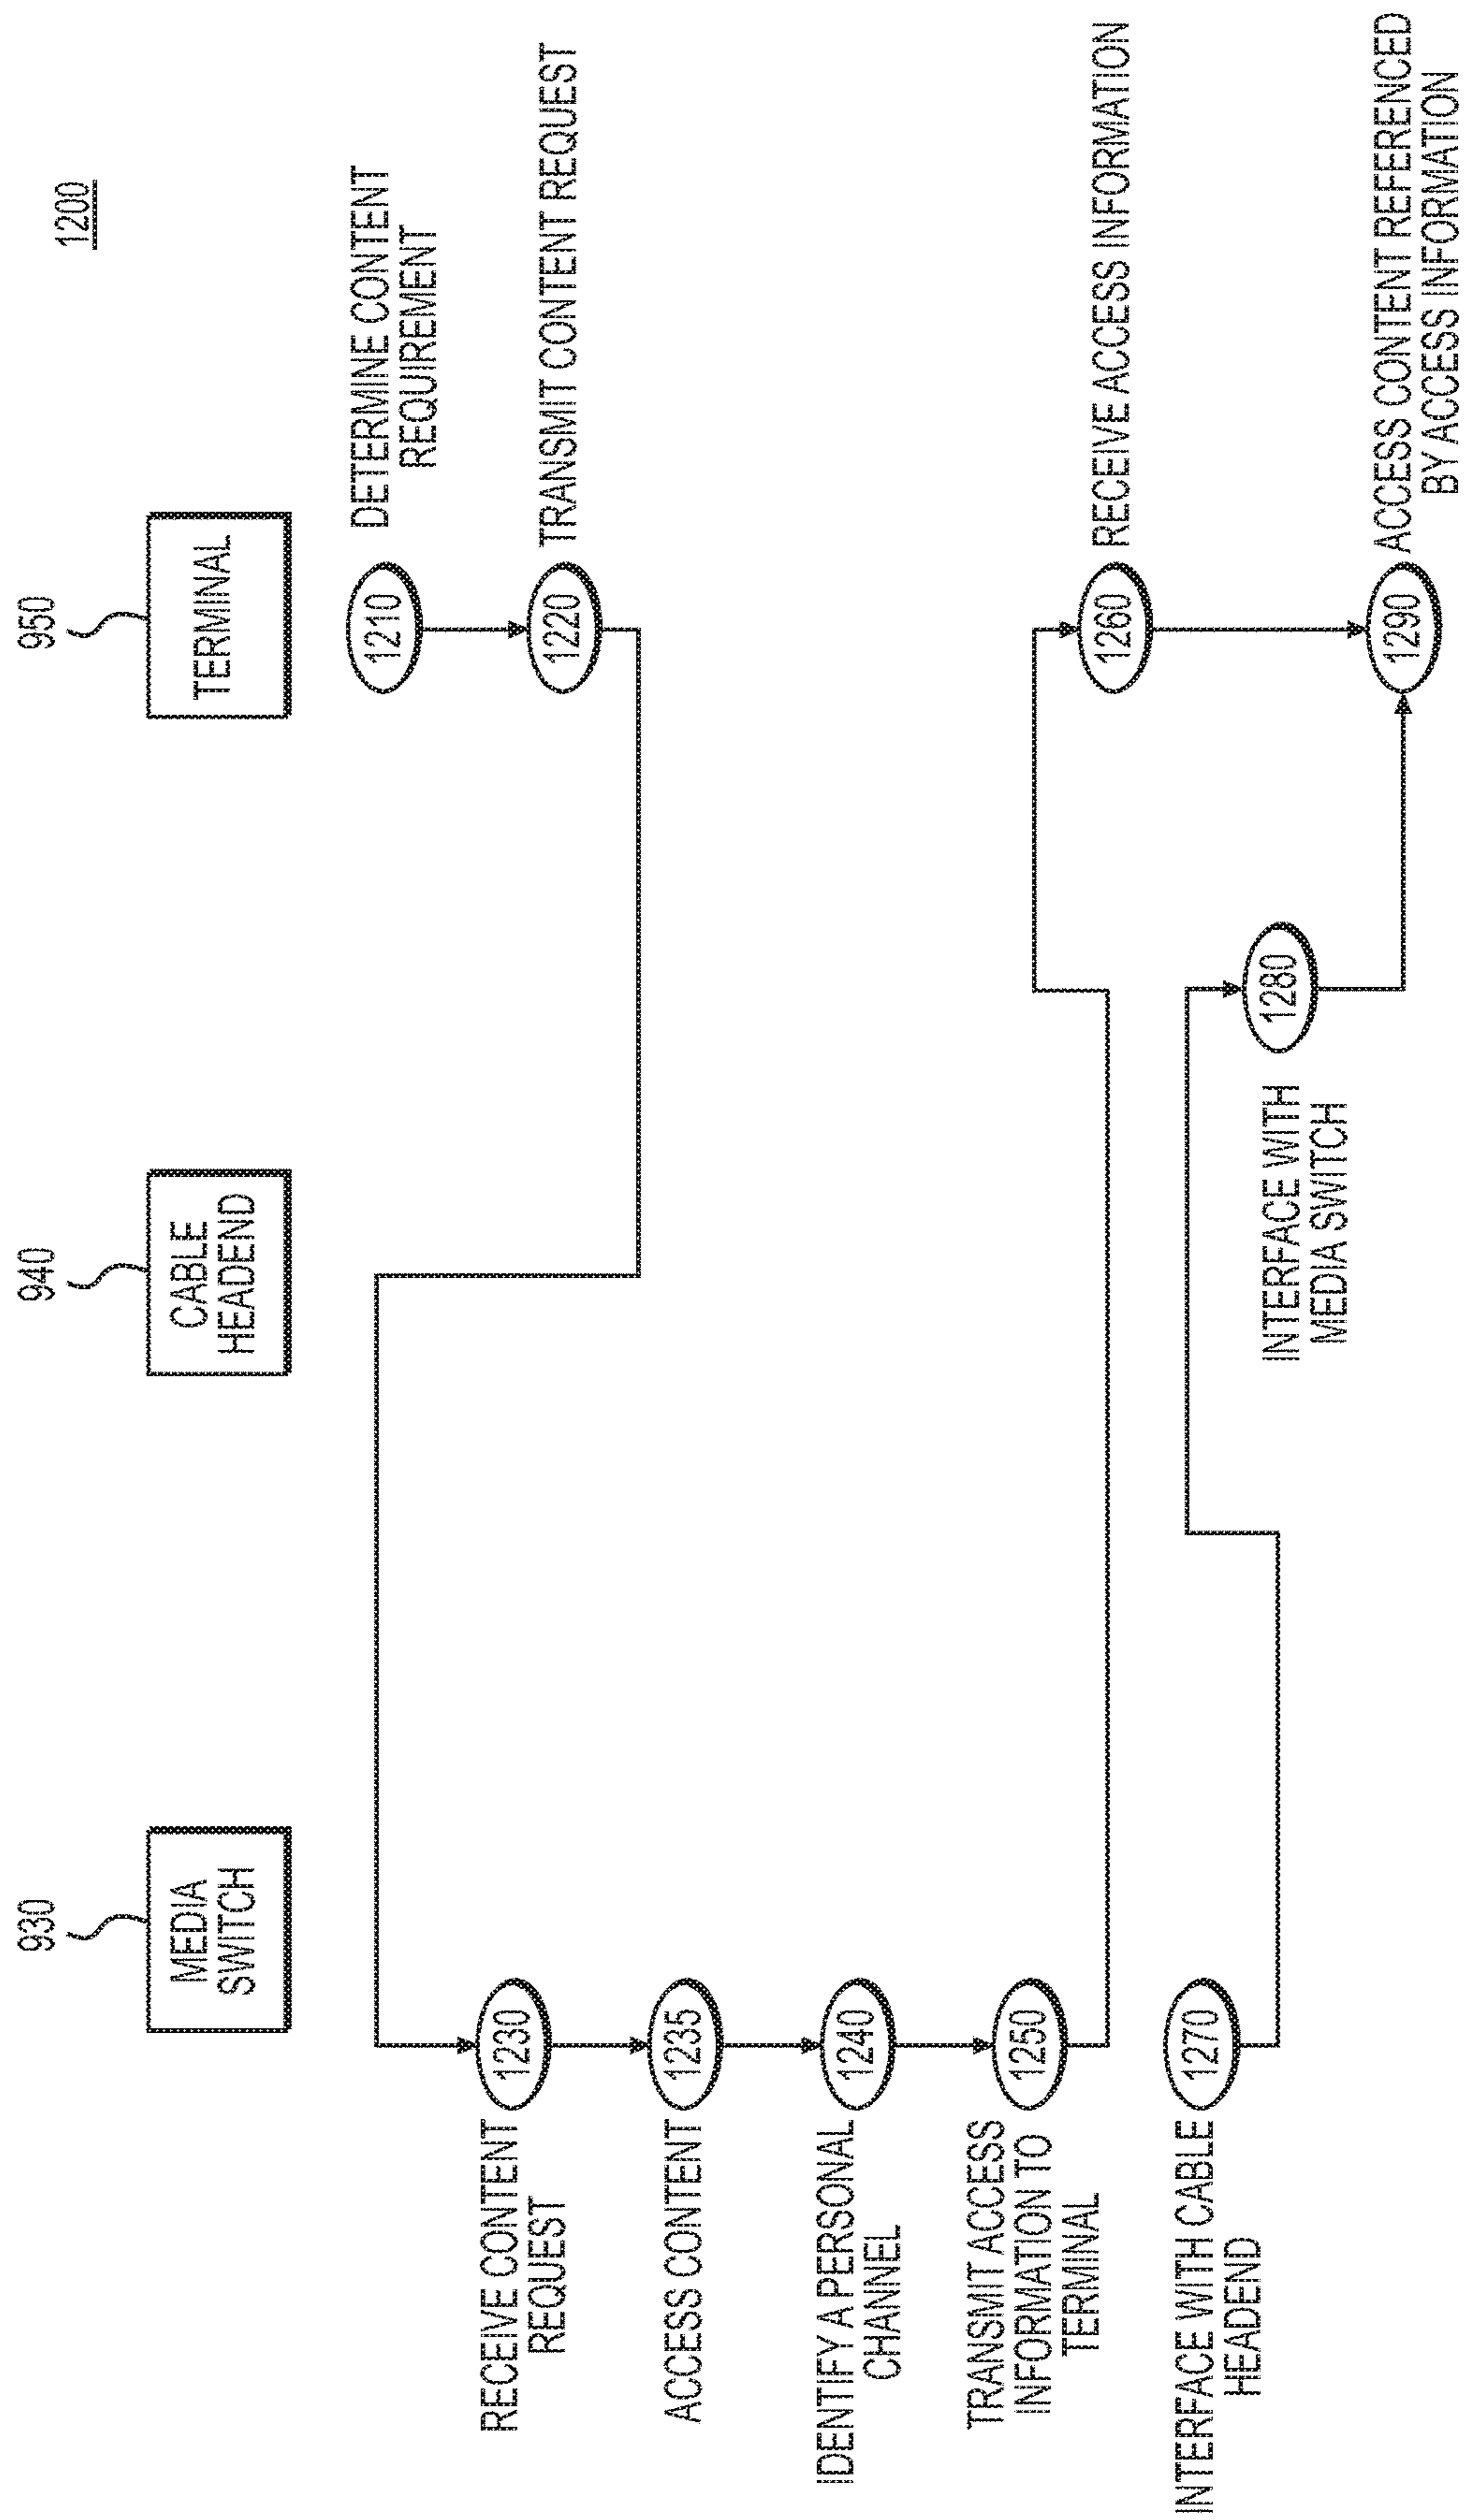 1200
930
940
950
MEDIA
SWITCH
CABLE
HEADEND
TERMINAL
1210
DETERMINE CONTENT
REQUIREMENT
1220
TRANSMIT CONTENT REQUEST
RECEIVE CONTENT
REQUEST
1230
ACCESS CONTENT
1235
IDENTIFY A PERSONAL
CHANNEL
1240
TRANSMIT ACCESS
INFORMATION TO
TERMINAL
1250
1260
RECEIVE ACCESS INFORMATION
INTERFACE WITH CABLE
HEADEND
1270
INTERFACE WITH
MEDIA SWITCH
1280
1290
ACCESS CONTENT REFERENCED
BY ACCESS INFORMATION